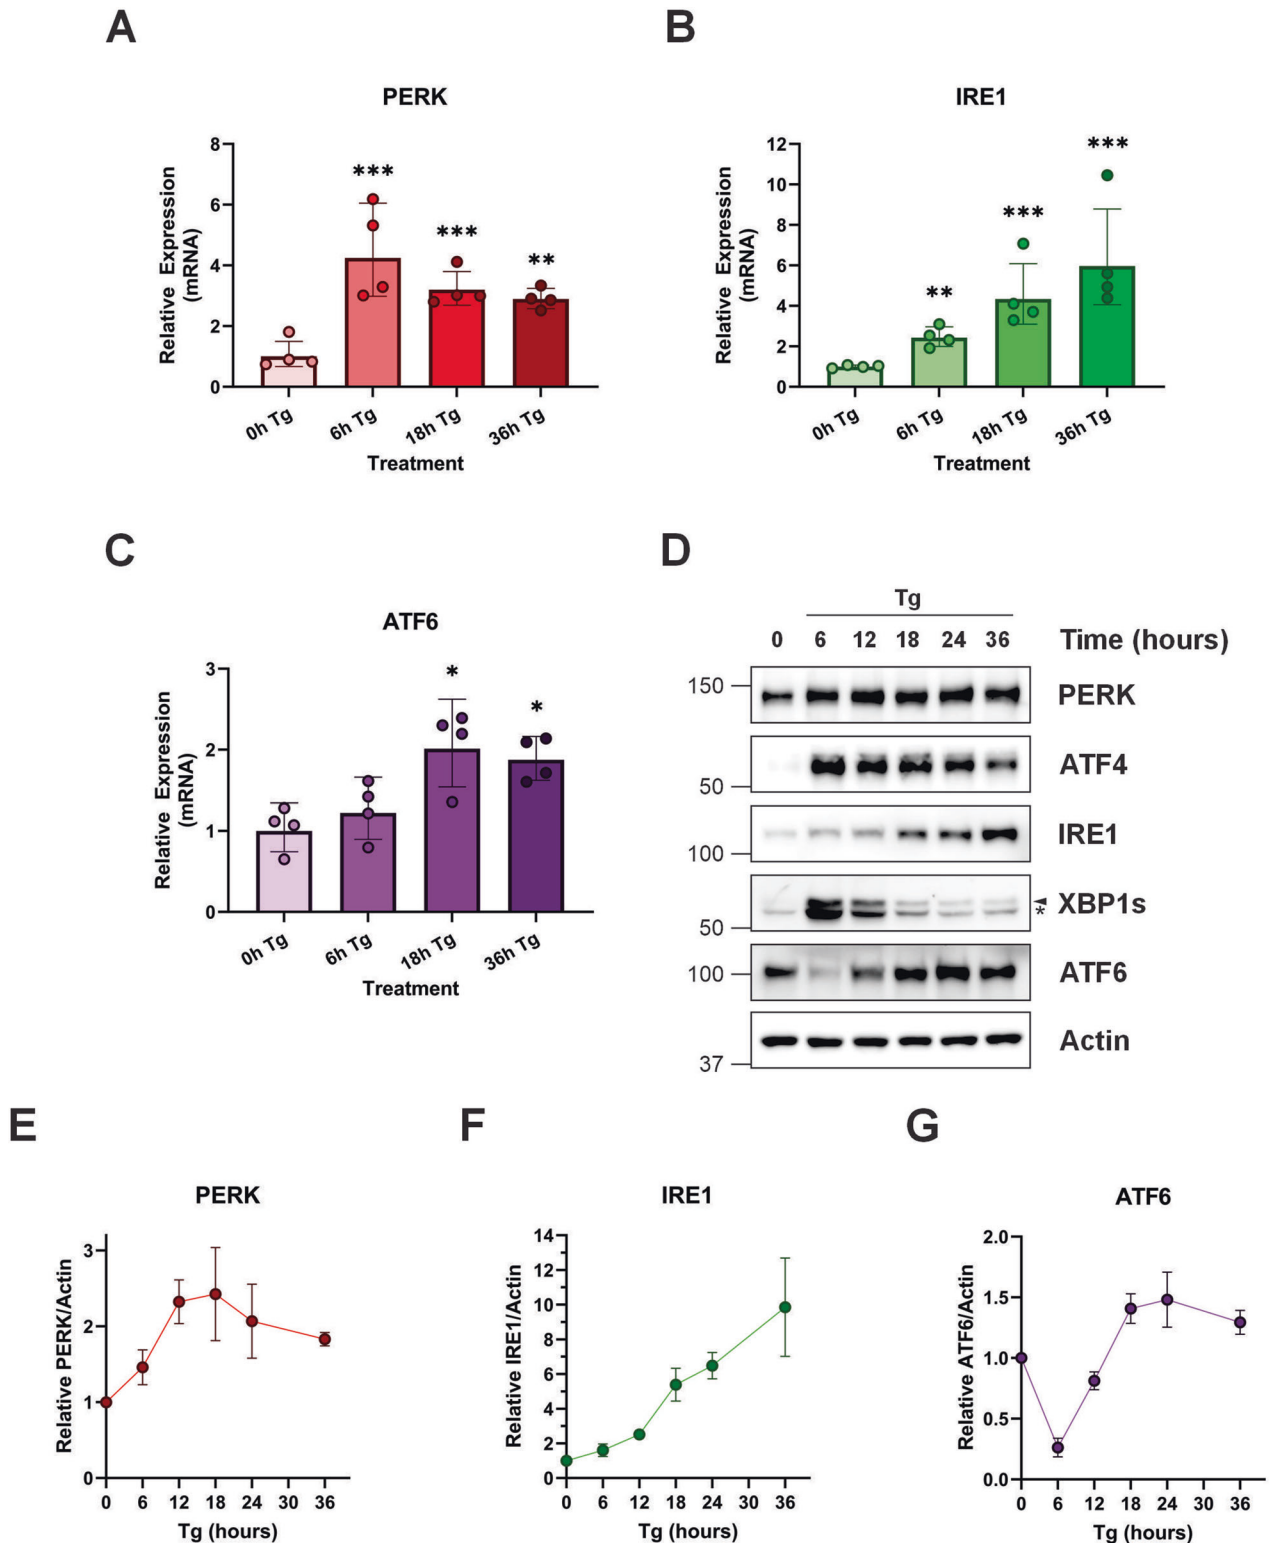 A
PERK
Relative Expression
(mRNA)
8
6
4
2
0
***
***
**
0h Tg
6h Tg
18h Tg
36h Tg
Treatment
B
IRE1
Relative Expression
(mRNA)
12
10
8
6
4
2
0
**
***
***
0h Tg
6h Tg
18h Tg
36h Tg
Treatment
C
ATF6
Relative Expression
(mRNA)
3
2
1
0
*
*
0h Tg
6h Tg
18h Tg
36h Tg
Treatment
D
Tg
0 6 12 18 24 36 Time (hours)
150 PERK
ATF4
50
IRE1
100
XBP1s
*
50
100 ATF6
Actin
37
E
PERK
Relative PERK/Actin
3
2
1
0
0 6 12 18 24 30 36
Tg (hours)
F
IRE1
Relative IRE1/Actin
14
12
10
8
6
4
2
0
0 6 12 18 24 30 36
Tg (hours)
G
ATF6
Relative ATF6/Actin
2.0
1.5
1.0
0.5
0.0
0 6 12 18 24 30 36
Tg (hours)